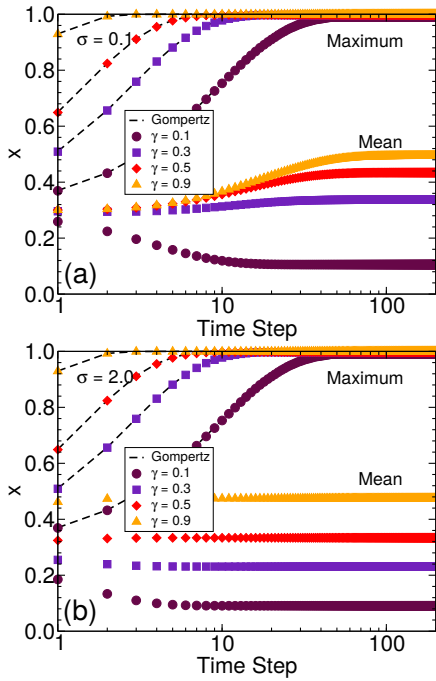 1.0
σ = 0.1
Maximum
0.8
0.6
x
Gompertz
γ = 0.1
γ = 0.3
γ = 0.5
γ = 0.9
Mean
0.4
0.2
(a)
0.0
1 10 100
Time Step
1.0
σ = 2.0
Maximum
0.8
0.6
x
Gompertz
γ = 0.1
γ = 0.3
γ = 0.5
γ = 0.9
Mean
0.4
0.2
(b)
0.0
1 10 100
Time Step